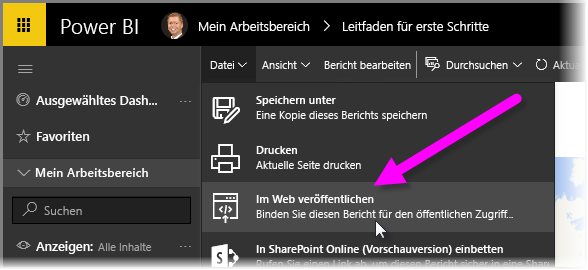 Power BI Mein Arbeitsbereich > Leitfaden für erste Schritte
Datei Ansicht Bericht bearbeiten Durchsuchen
Ausgewähltes Dash... ...
Favoriten
Mein Arbeitsbereich
Suchen
Anzeigen: Alle Inhalte
Speichern unter
Eine Kopie dieses Berichts speichern
Drucken
Aktuelle Seite drucken
Im Web veröffentlichen
Binden Sie diesen Bericht für den öffentlichen Zugriff...
In SharePoint Online (Vorschauversion) einbetten